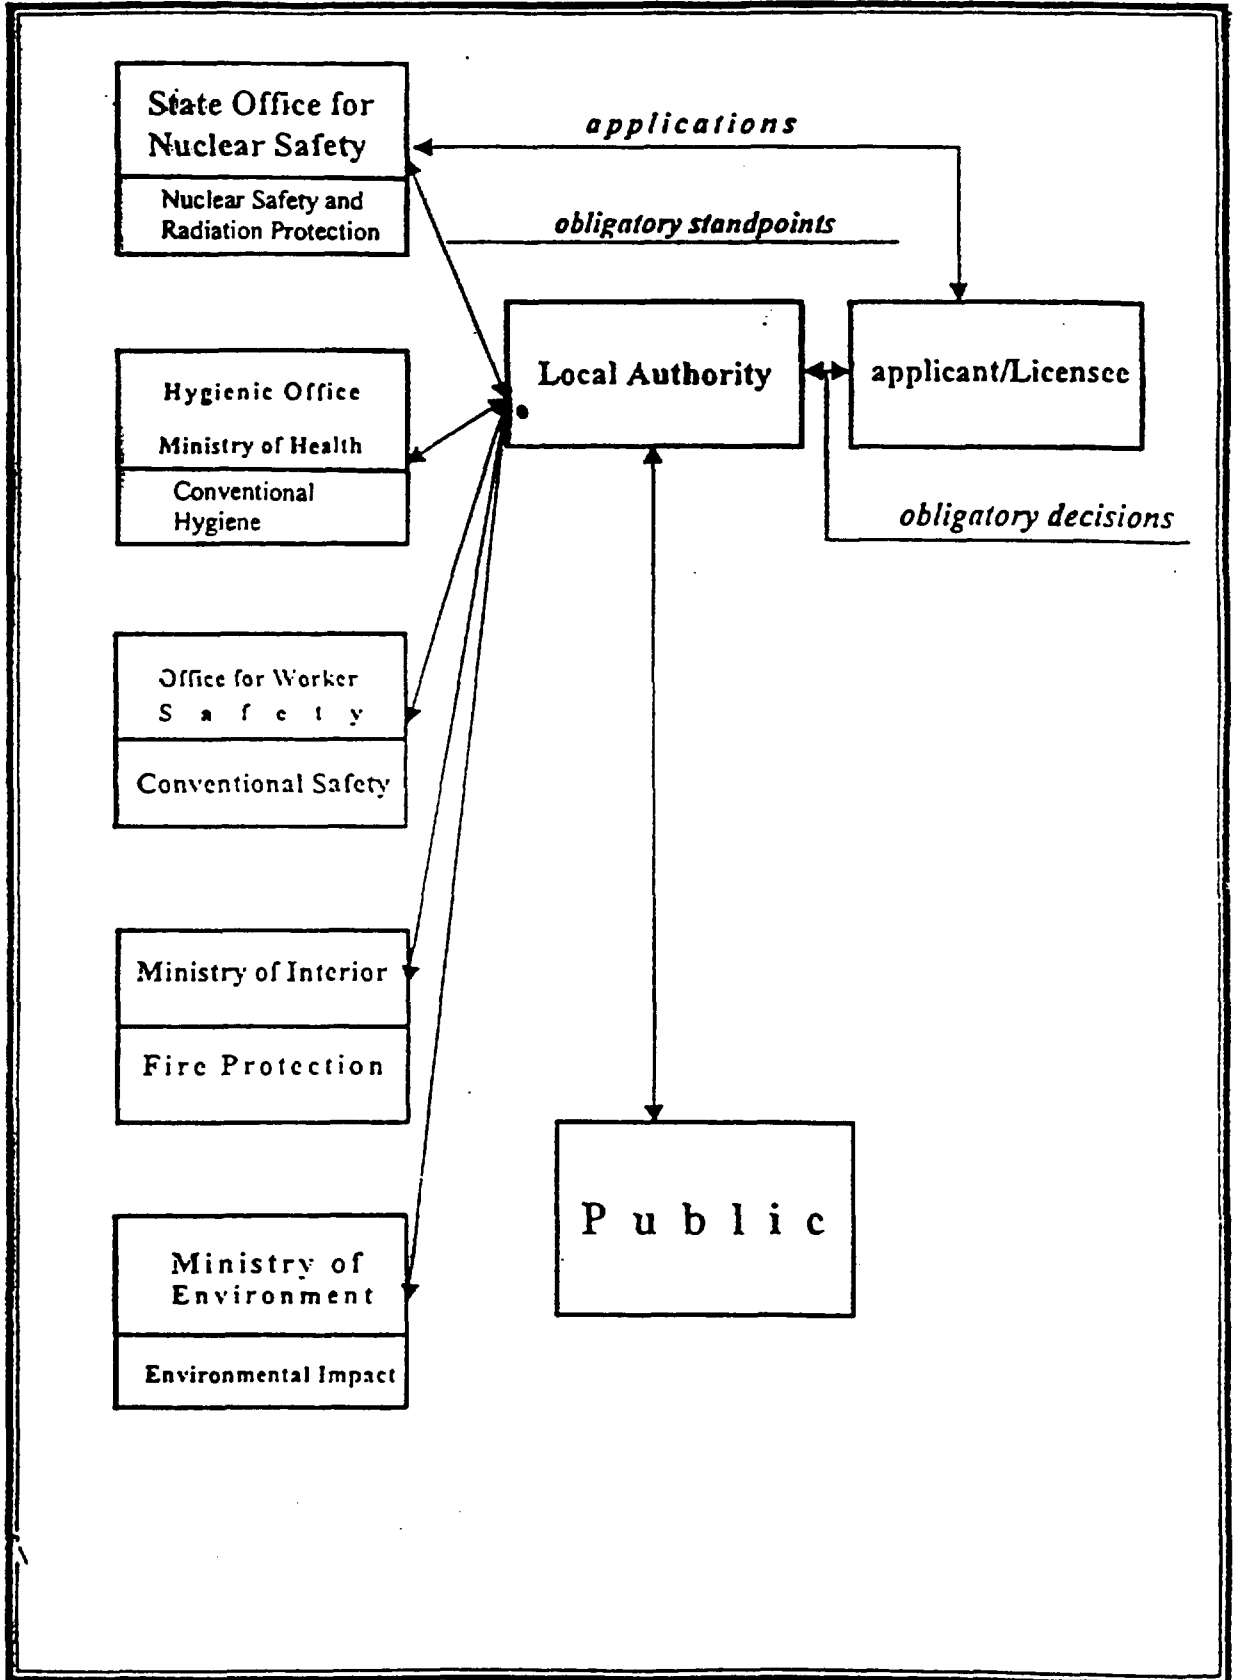 State Office for
Nuclear Safety
Nuclear Safety and
Radiation Protection
applications
obligatory standpoints
Local Authority
applicant/Licensee
obligatory decisions
Hygienic Office
Ministry of Health
Conventional
Hygiene
Office for Worker
Safety
Conventional Safety
Ministry of Interior
Fire Protection
Ministry of
Environment
Environmental Impact
Public